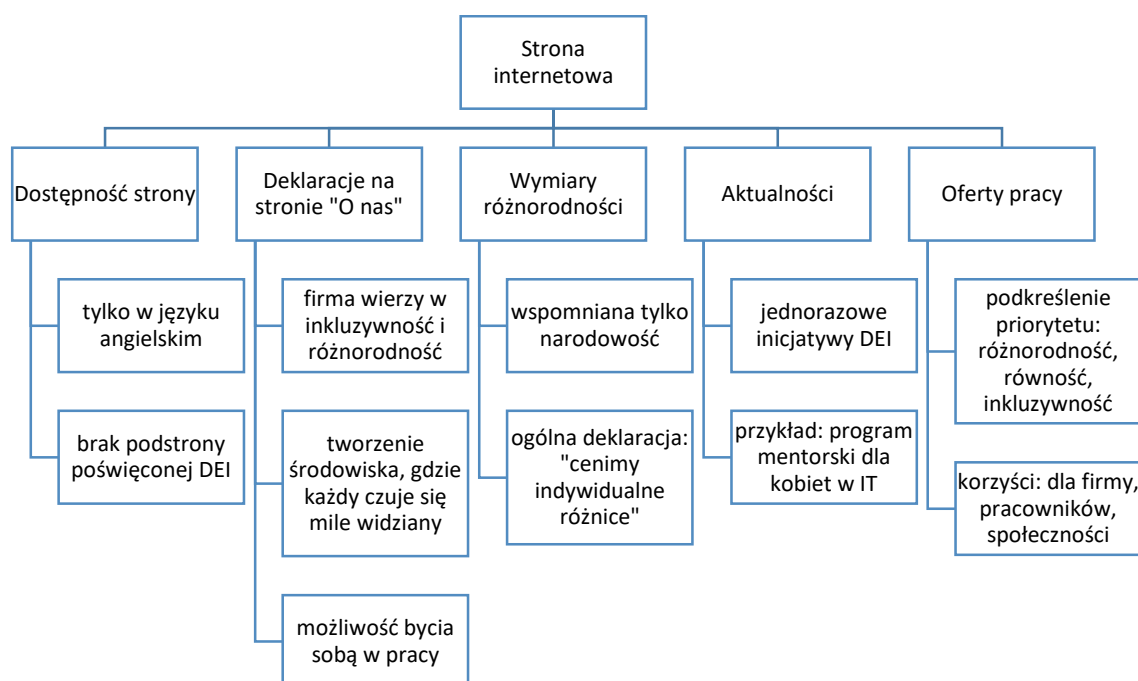 Strona
internetowa
Dostępność strony
Deklaracje na
stronie "O nas"
Wymiary
różnorodności
Aktualności
Oferty pracy
tylko w języku
angielskim
brak podstrony
poświęconej DEI
firma wierzy w
inkluzywność i
różnorodność
tworzenie
środowiska, gdzie
każdy czuje się
mile widziany
możliwość bycia
sobą w pracy
wspomniana tylko
narodowość
ogólna deklaracja:
"cenimy
indywidualne
różnice"
jednorazowe
inicjatywy DEI
przykład: program
mentorski dla
kobiet w IT
podkreślenie
priorytetu:
różnorodność,
równość,
inkluzywność
korzyści: dla firmy,
pracowników,
społeczności